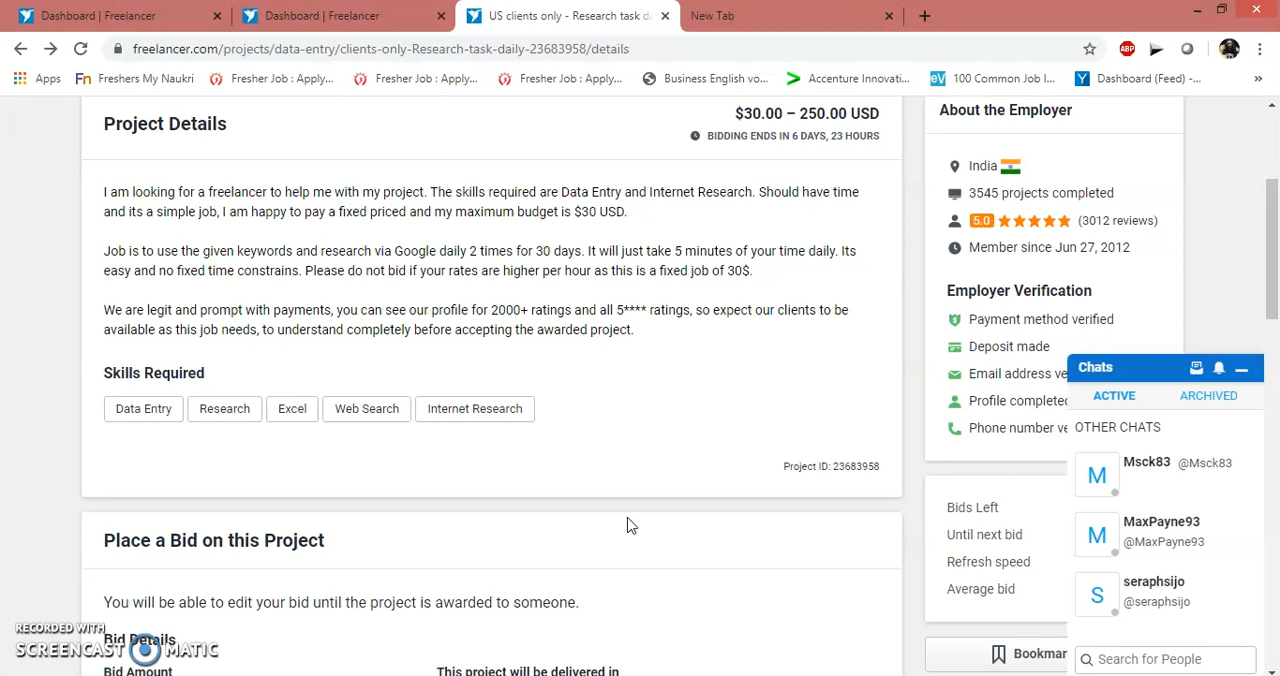 Dashboard | Freelancer
Dashboard | Freelancer
US clients only - Research task da
New Tab
freelancer.com/projects/data-entry/clients-only-Research-task-daily-23683958/details
ABP
Apps
Freshers My Naukri
Fresher Job : Apply...
Fresher Job : Apply...
Fresher Job : Apply...
Business English vo...
Accenture Innovati...
100 Common Job I...
Dashboard (Feed) -...
Project Details
$30.00 – 250.00 USD
BIDDING ENDS IN 6 DAYS, 23 HOURS
I am looking for a freelancer to help me with my project. The skills required are Data Entry and Internet Research. Should have time
and its a simple job, I am happy to pay a fixed priced and my maximum budget is $30 USD.
Job is to use the given keywords and research via Google daily 2 times for 30 days. It will just take 5 minutes of your time daily. Its
easy and no fixed time constrains. Please do not bid if your rates are higher per hour as this is a fixed job of 30$.
We are legit and prompt with payments, you can see our profile for 2000+ ratings and all 5**** ratings, so expect our clients to be
available as this job needs, to understand completely before accepting the awarded project.
Skills Required
Data Entry
Research
Excel
Web Search
Internet Research
Project ID: 23683958
Place a Bid on this Project
You will be able to edit your bid until the project is awarded to someone.
Bid Details
Bid Amount
This project will be delivered in
RECORDED WITH
SCREENCAST MATIC
About the Employer
India
3545 projects completed
5.0 (3012 reviews)
Member since Jun 27, 2012
Employer Verification
Payment method verified
Deposit made
Email address ve
Profile completed
Phone number ve
Bids Left
Until next bid
Refresh speed
Average bid
Bookmar
Chats
ACTIVE
ARCHIVED
OTHER CHATS
M
Msck83 @Msck83
M
MaxPayne93
@MaxPayne93
S
seraphsijo
@seraphsijo
Search for People